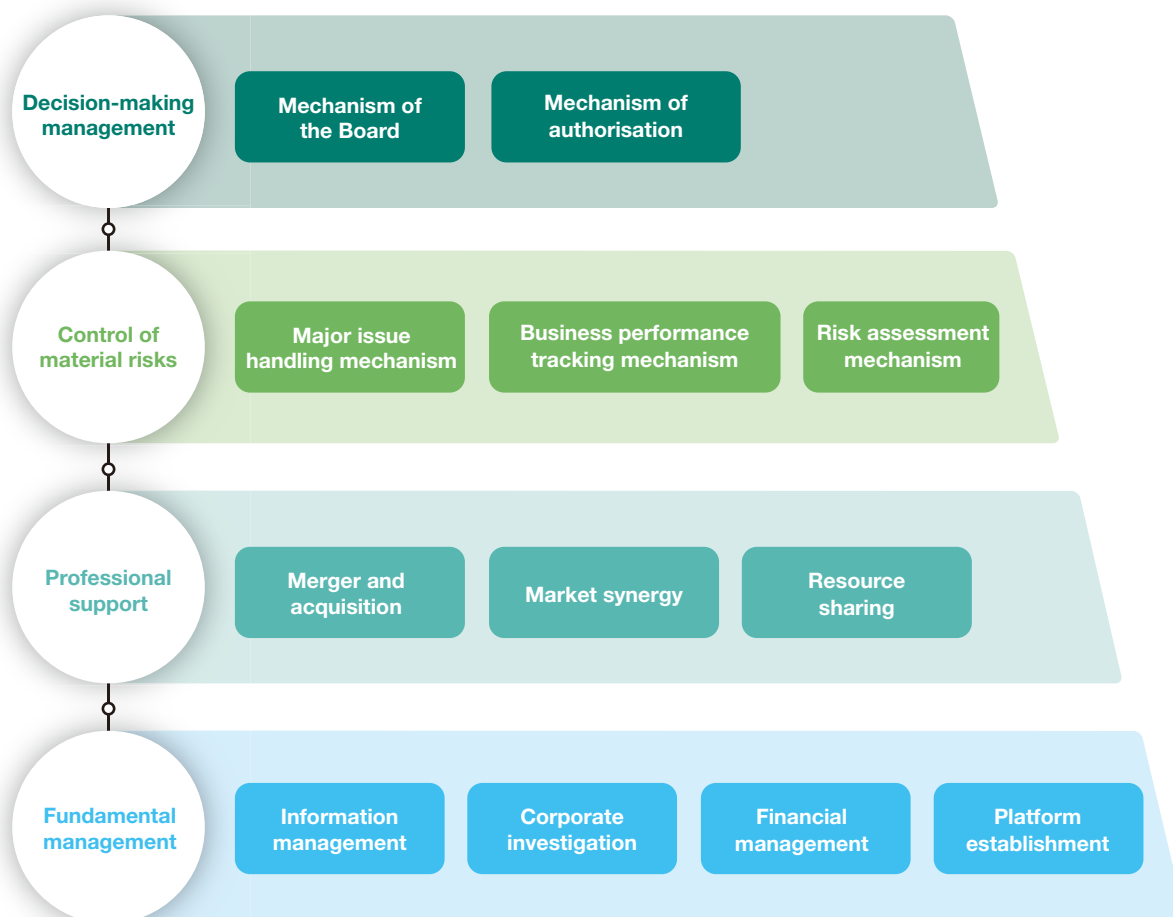 Decision-making
management
Mechanism of
the Board
Mechanism of
authorisation
Control of
material risks
Major issue
handling mechanism
Business performance
tracking mechanism
Risk assessment
mechanism
Professional
support
Merger and
acquisition
Market synergy
Resource
sharing
Fundamental
management
Information
management
Corporate
investigation
Financial
management
Platform
establishment